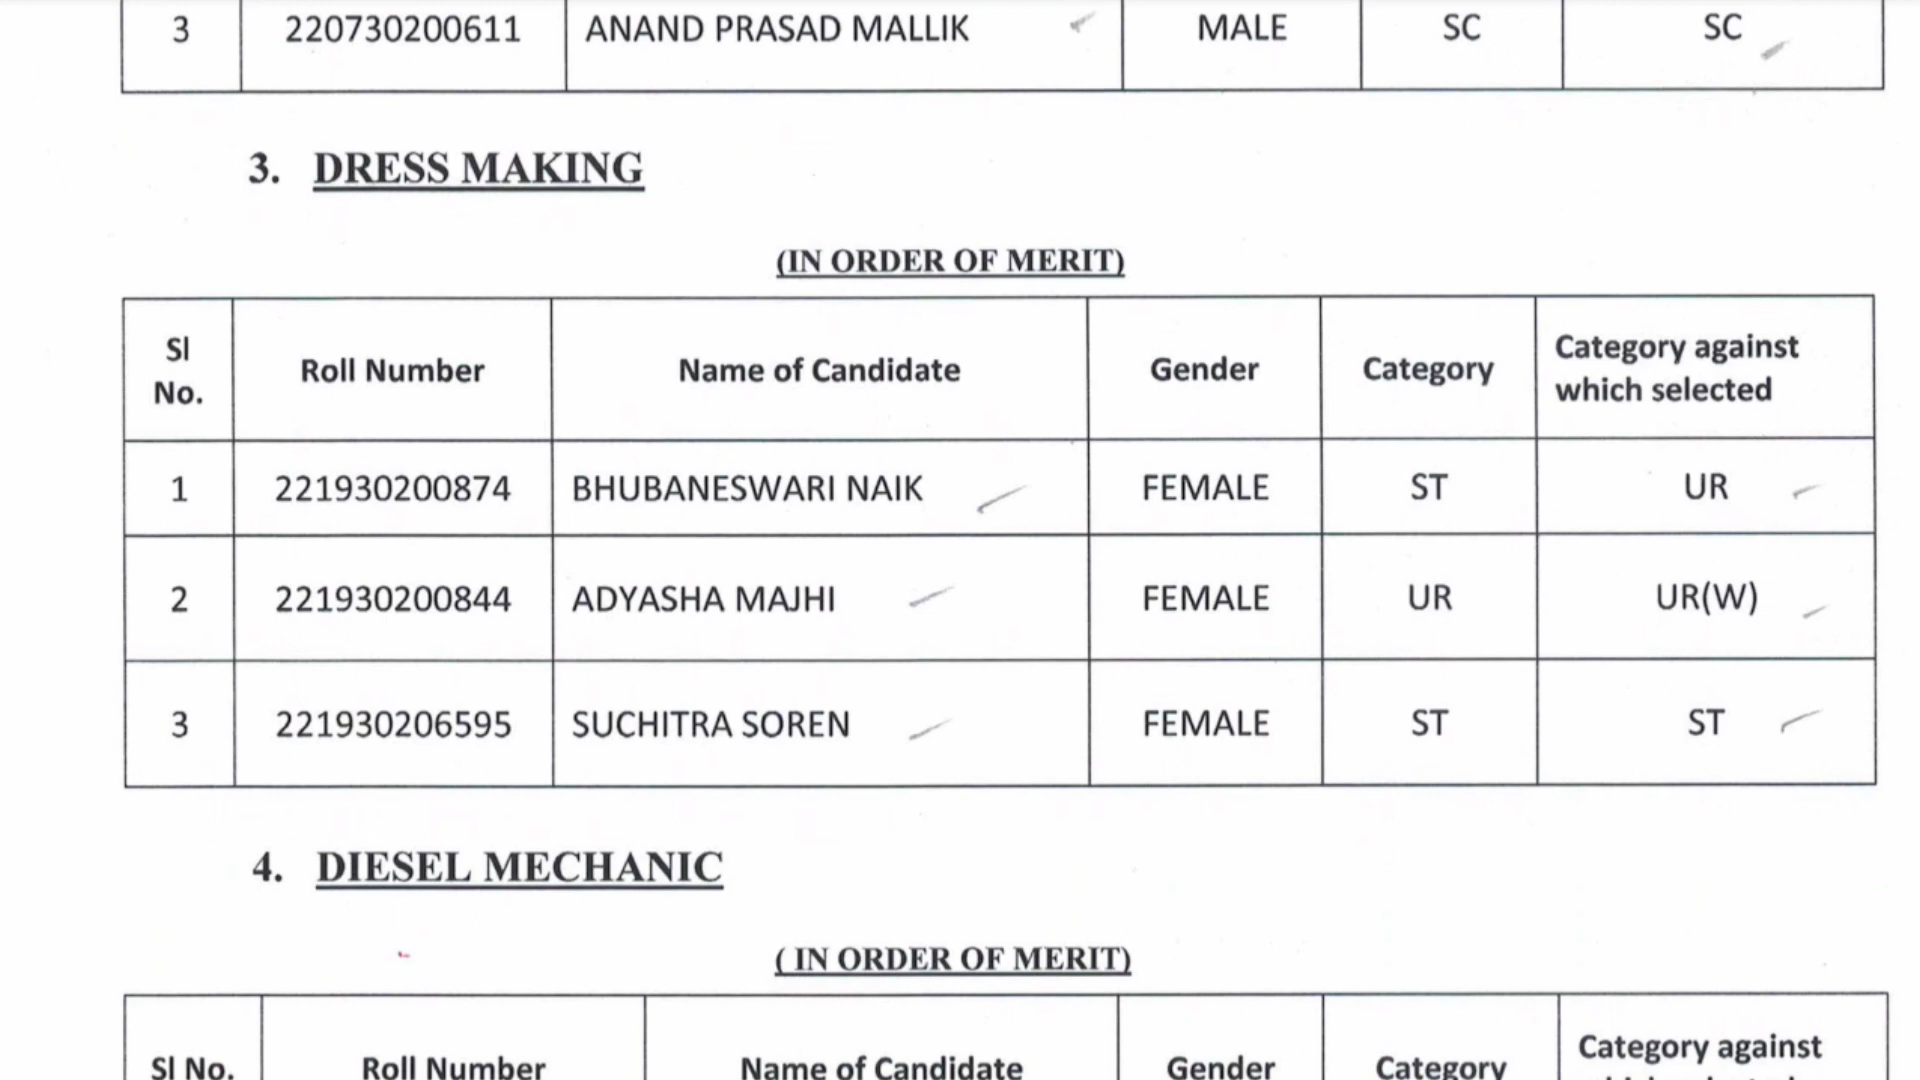 3 220730200611 ANAND PRASAD MALLIK MALE SC SC
3. DRESS MAKING
(IN ORDER OF MERIT)
Sl No. Roll Number Name of Candidate Gender Category Category against which selected
1 221930200874 BHUBANESWARI NAIK FEMALE ST UR
2 221930200844 ADYASHA MAJHI FEMALE UR UR(W)
3 221930206595 SUCHITRA SOREN FEMALE ST ST
4. DIESEL MECHANIC
( IN ORDER OF MERIT)
Sl No. Roll Number Name of Candidate Gender Category Category against